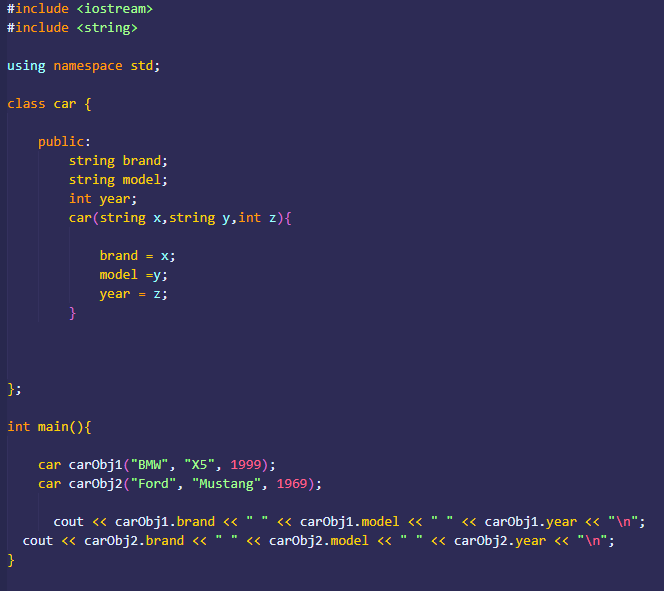 #include <iostream>
#include <string>
using namespace std;
class car {
public:
string brand;
string model;
int year;
car(string x,string y,int z){
brand = x;
model =y;
year = z;
}
};
int main(){
car carObj1("BMW", "X5", 1999);
car carObj2("Ford", "Mustang", 1969);
cout << carObj1.brand << " " << carObj1.model << " " << carObj1.year << "\n";
cout << carObj2.brand << " " << carObj2.model << " " << carObj2.year << "\n";
}